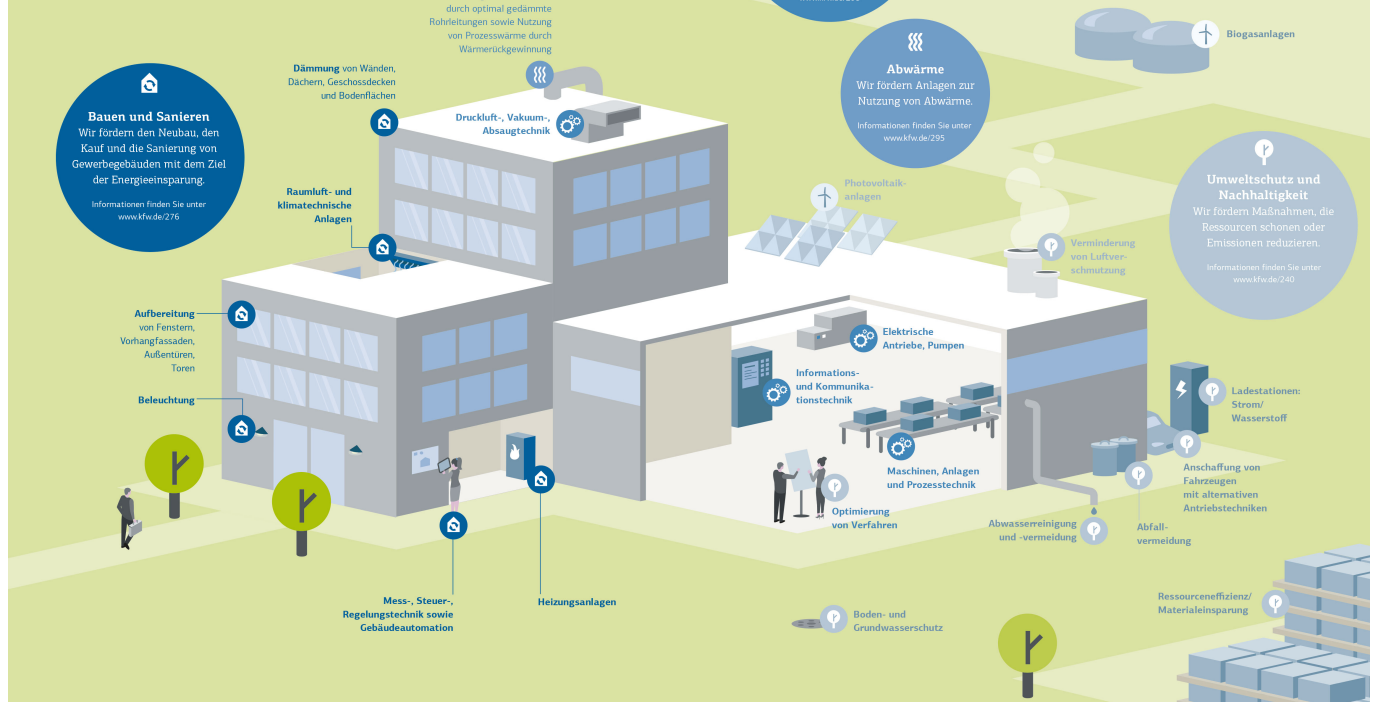 durch optimal gedämmte
Rohrleitungen sowie Nutzung
von Prozesswärme durch
Wärmerückgewinnung
Biogasanlagen
Dämmung von Wänden,
Dächern, Geschossdecken
und Bodenflächen
Abwärme
Wir fördern Anlagen zur
Nutzung von Abwärme.
Informationen finden Sie unter
www.kfw.de/295
Bauen und Sanieren
Wir fördern den Neubau, den
Kauf und die Sanierung von
Gewerbegebäuden mit dem Ziel
der Energieeinsparung.
Informationen finden Sie unter
www.kfw.de/276
Druckluft-, Vakuum-,
Absaugtechnik
Raumluft- und
klimatechnische
Anlagen
Photovoltaik-
anlagen
Umweltschutz und
Nachhaltigkeit
Wir fördern Maßnahmen, die
Ressourcen schonen oder
Emissionen reduzieren.
Informationen finden Sie unter
www.kfw.de/240
Verminderung
von Luftver-
schmutzung
Aufbereitung
von Fenstern,
Vorhangfassaden,
Außentüren,
Toren
Elektrische
Antriebe, Pumpen
Informations-
und Kommunika-
tionstechnik
Beleuchtung
Ladestationen:
Strom/
Wasserstoff
Maschinen, Anlagen
und Prozesstechnik
Anschaffung von
Fahrzeugen
mit alternativen
Antriebstechniken
Optimierung
von Verfahren
Abwasserreinigung
und -vermeidung
Abfall-
vermeidung
Mess-, Steuer-,
Regelungstechnik sowie
Gebäudeautomation
Heizungsanlagen
Boden- und
Grundwasserschutz
Ressourceneffizienz/
Materialeinsparung